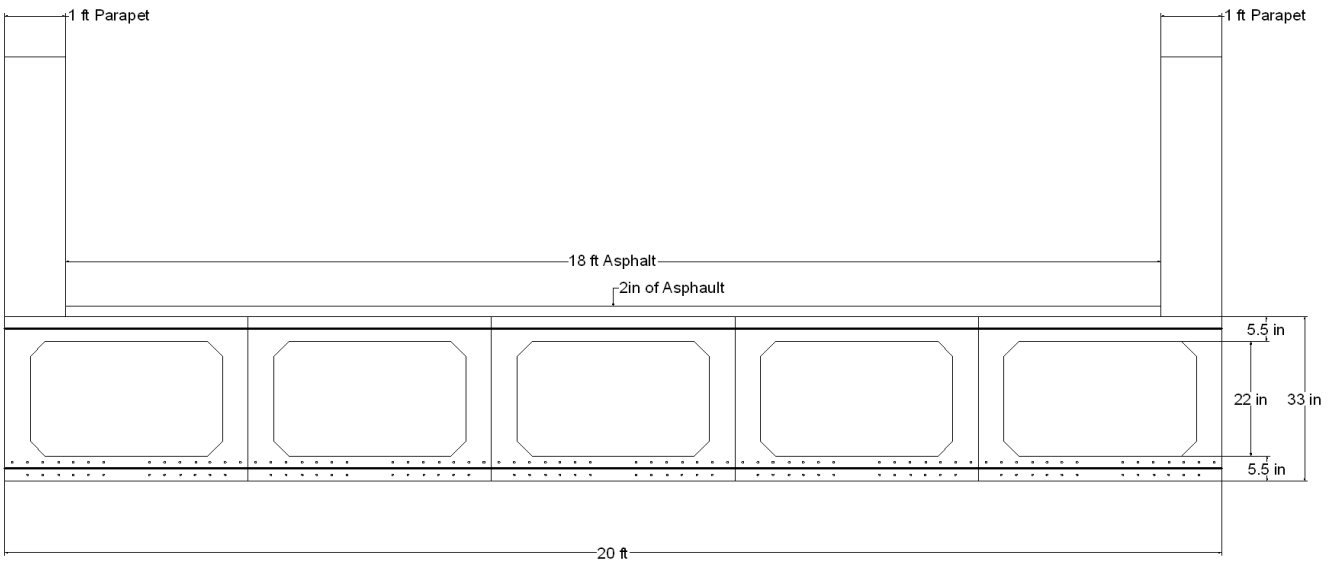 1 ft Parapet
1 ft Parapet
18 ft Asphalt
2in of Asphault
5.5 in
22 in
33 in
5.5 in
20 ft